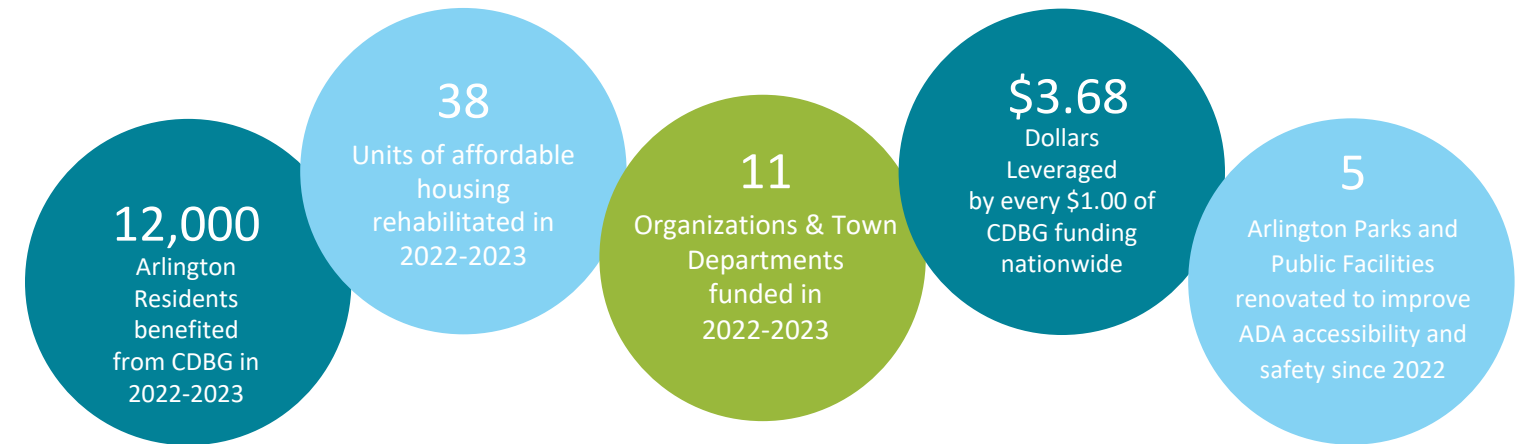 12,000
Arlington
Residents
benefited
from CDBG in
2022-2023
38
Units of affordable
housing
rehabilitated in
2022-2023
11
Organizations & Town
Departments
funded in
2022-2023
$3.68
Dollars
Leveraged
by every $1.00 of
CDBG funding
nationwide
5
Arlington Parks and
Public Facilities
renovated to improve
ADA accessibility and
safety since 2022